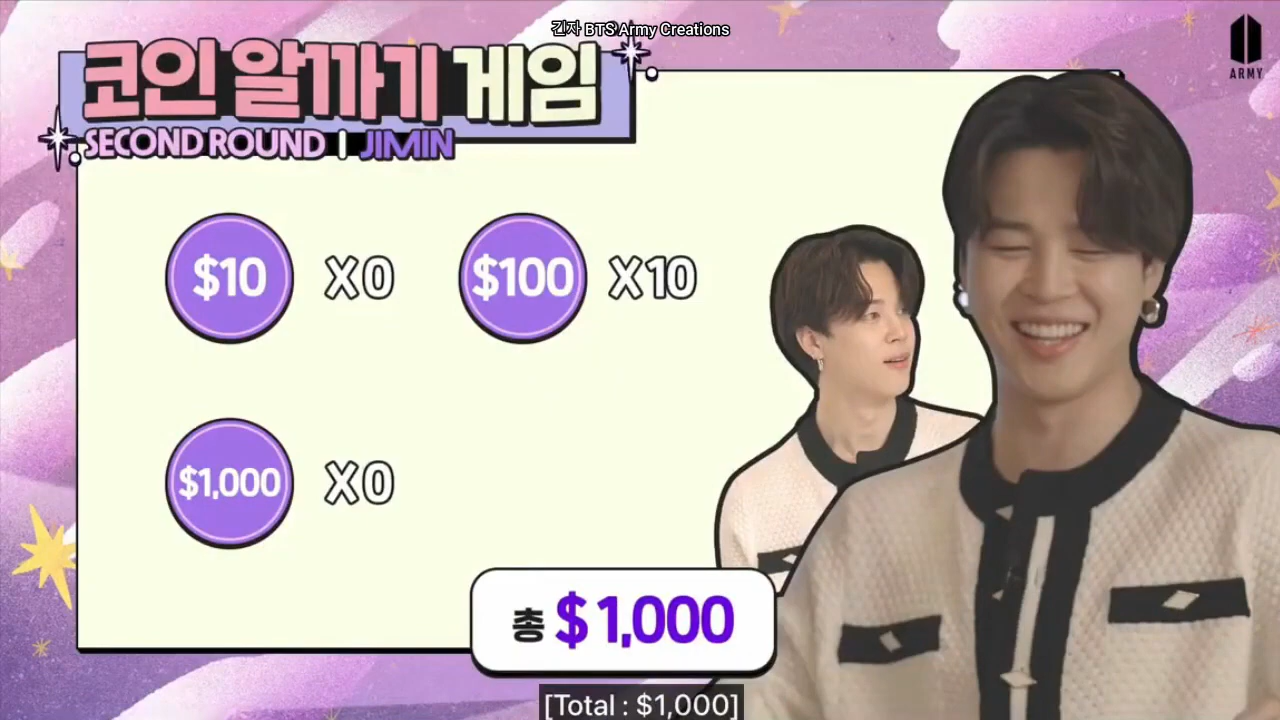 긴자 BTS Army Creations
ARMY
코인 알까기 게임
SECOND ROUND | JIMIN
$10 X0 $100 X10
$1,000 X0
총 $1,000
[Total : $1,000]